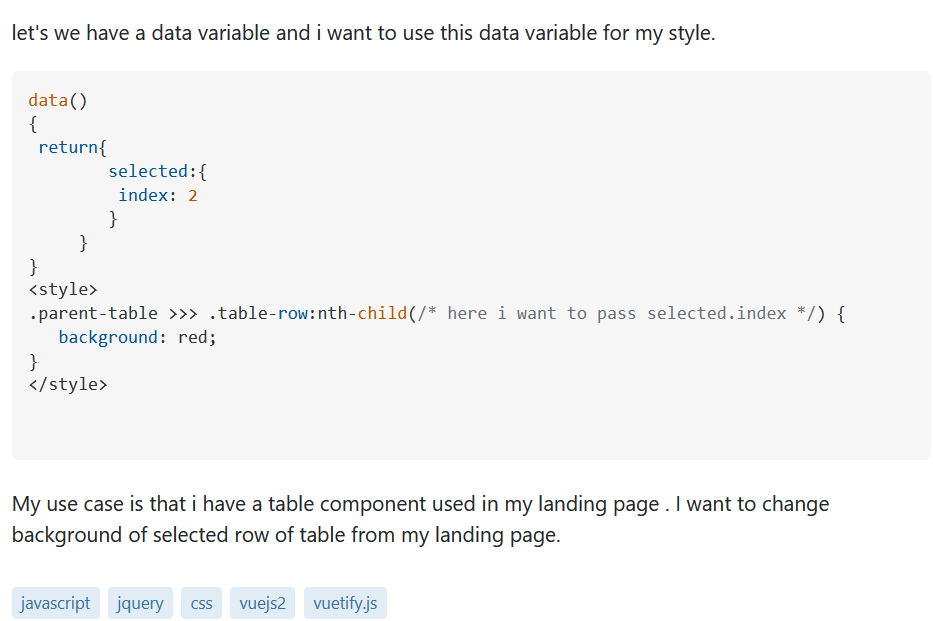 let's we have a data variable and i want to use this data variable for my style.
data()
{
 return{
        selected:{
         index: 2
        }
     }
}
<style>
.parent-table >>> .table-row:nth-child(/* here i want to pass selected.index */) {
   background: red;
}
</style>
My use case is that i have a table component used in my landing page . I want to change
background of selected row of table from my landing page.
javascript jquery css vuejs2 vuetify.js